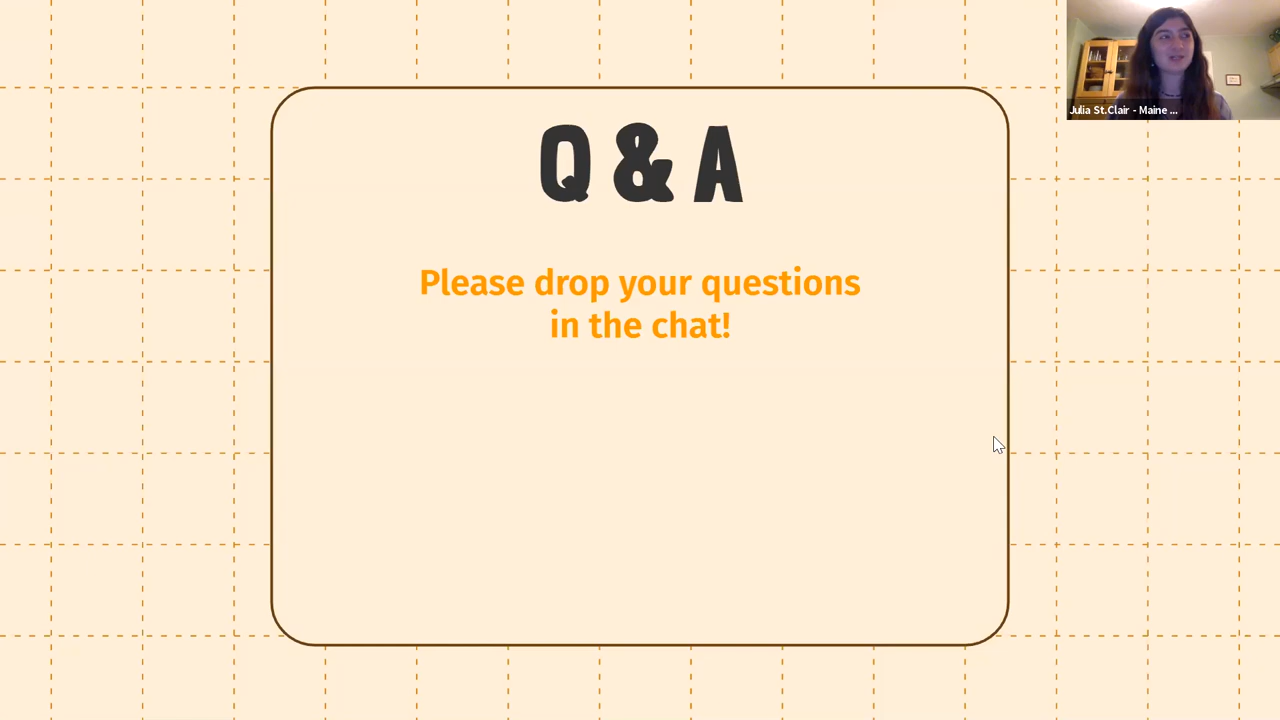 Julia St.Clair - Maine ...
Q & A
Please drop your questions
in the chat!